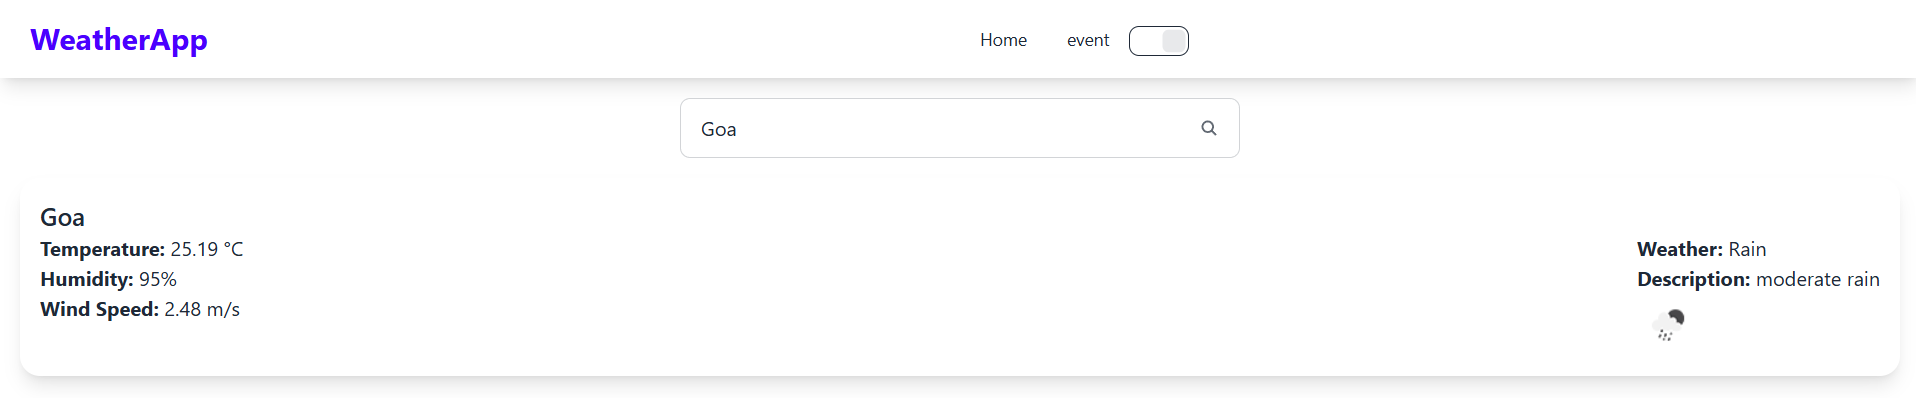 WeatherApp
Home event
Goa
Goa
Temperature: 25.19 °C
Humidity: 95%
Wind Speed: 2.48 m/s
Weather: Rain
Description: moderate rain